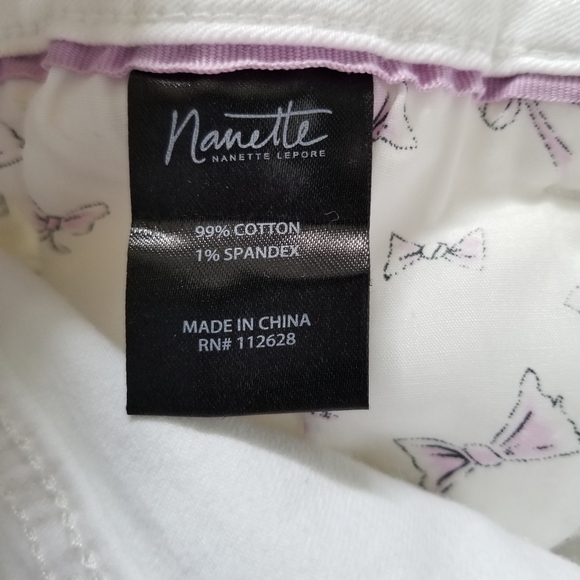 Nanette
NANETTE LEPORE
99% COTTON
1% SPANDEX
MADE IN CHINA
RN# 112628